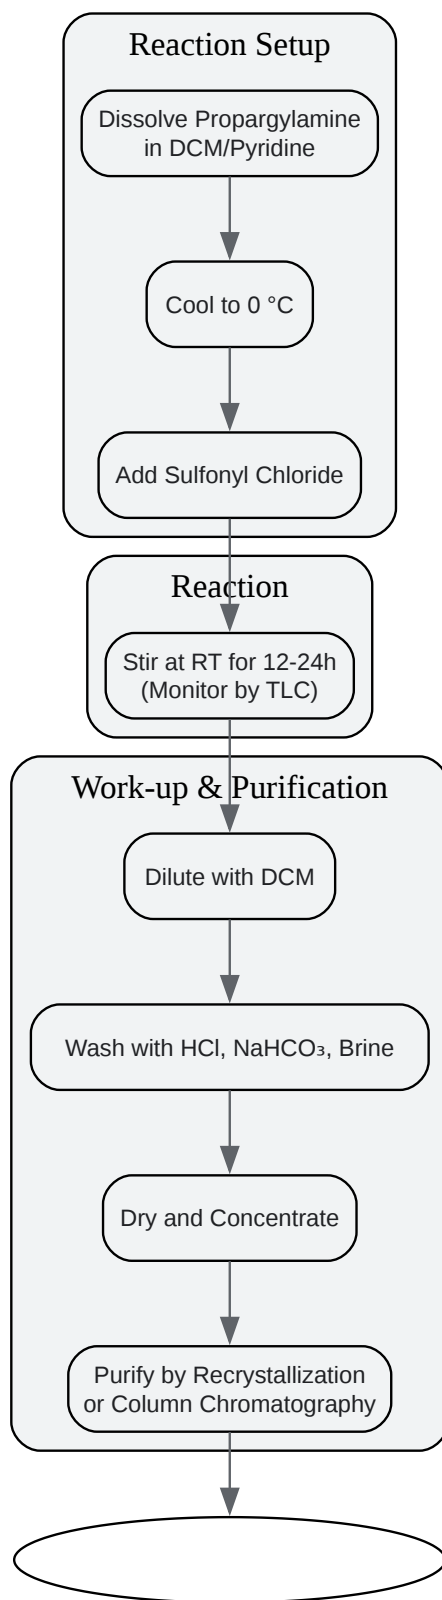 Reaction Setup
Dissolve Propargylamine
in DCM/Pyridine
Cool to 0 °C
Add Sulfonyl Chloride
Reaction
Stir at RT for 12-24h
(Monitor by TLC)
Work-up & Purification
Dilute with DCM
Wash with HCl, NaHCO₃, Brine
Dry and Concentrate
Purify by Recrystallization
or Column Chromatography